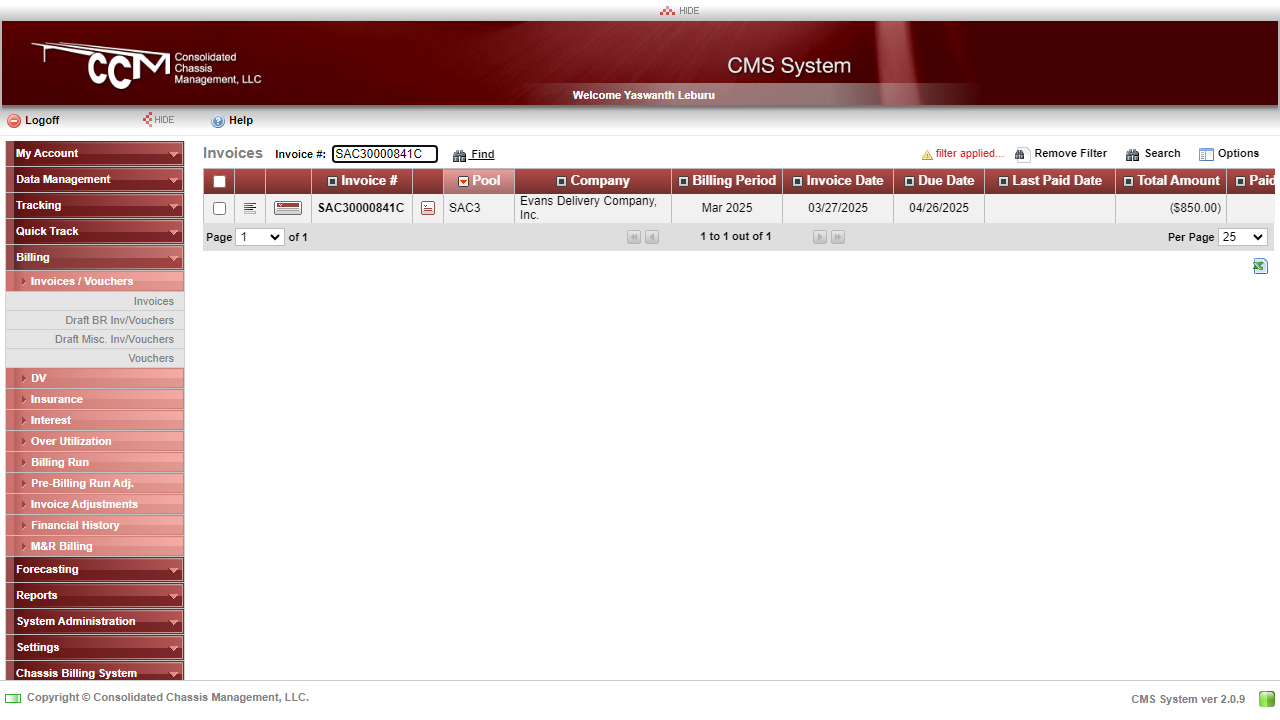 HIDE
CCM Consolidated
Chassis
Management, LLC
CMS System
Welcome Yaswanth Leburu
Logoff
HIDE
Help
My Account
Data Management
Tracking
Quick Track
Billing
Invoices / Vouchers
Invoices
Draft BR Inv/Vouchers
Draft Misc. Inv/Vouchers
Vouchers
DV
Insurance
Interest
Over Utilization
Billing Run
Pre-Billing Run Adj.
Invoice Adjustments
Financial History
M&R Billing
Forecasting
Reports
System Administration
Settings
Chassis Billing System
Invoices Invoice #: SAC30000841C Find filter applied... Remove Filter Search Options
Invoice # Pool Company Billing Period Invoice Date Due Date Last Paid Date Total Amount Paid
SAC30000841C SAC3 Evans Delivery Company, Inc. Mar 2025 03/27/2025 04/26/2025 ($850.00)
Page 1 of 1 1 to 1 out of 1 Per Page 25
Copyright © Consolidated Chassis Management, LLC.
CMS System ver 2.0.9